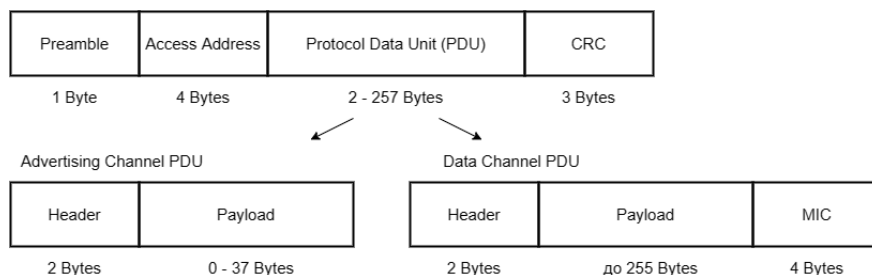 Preamble Access Address Protocol Data Unit (PDU) CRC
1 Byte 4 Bytes 2 - 257 Bytes 3 Bytes
Advertising Channel PDU Data Channel PDU
Header Payload Header Payload MIC
2 Bytes 0 - 37 Bytes 2 Bytes до 255 Bytes 4 Bytes